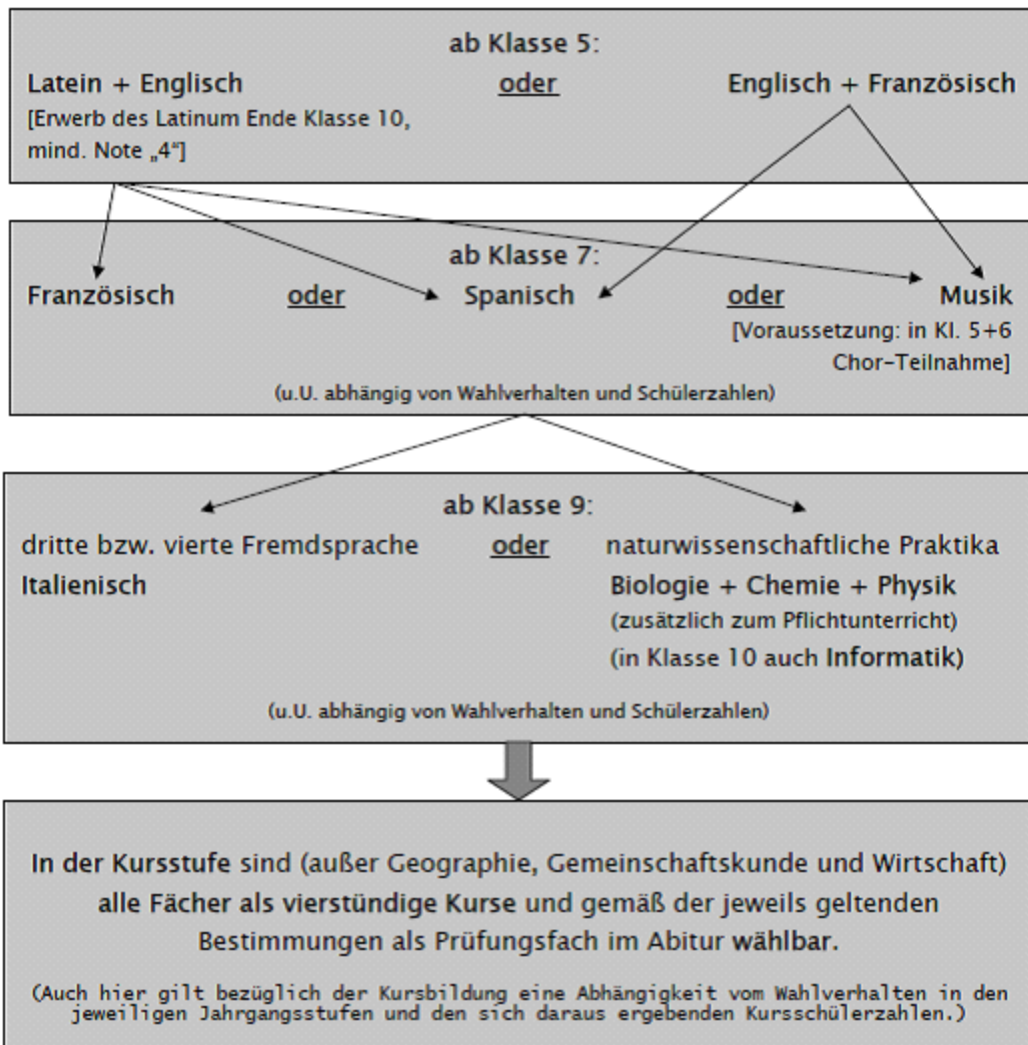 ab Klasse 5:
Latein + Englisch oder Englisch + Französisch
[Erwerb des Latinum Ende Klasse 10,
mind. Note „4“]
ab Klasse 7:
Französisch oder Spanisch oder Musik
[Voraussetzung: in Kl. 5+6
Chor-Teilnahme]
(u.U. abhängig von Wahlverhalten und Schülerzahlen)
ab Klasse 9:
dritte bzw. vierte Fremdsprache oder naturwissenschaftliche Praktika
Italienisch Biologie + Chemie + Physik
(zusätzlich zum Pflichtunterricht)
(in Klasse 10 auch Informatik)
(u.U. abhängig von Wahlverhalten und Schülerzahlen)
In der Kursstufe sind (außer Geographie, Gemeinschaftskunde und Wirtschaft)
alle Fächer als vierstündige Kurse und gemäß der jeweils geltenden
Bestimmungen als Prüfungsfach im Abitur wählbar.
(Auch hier gilt bezüglich der Kursbildung eine Abhängigkeit vom Wahlverhalten in den
jeweiligen Jahrgangsstufen und den sich daraus ergebenden Kursschülerzahlen.)